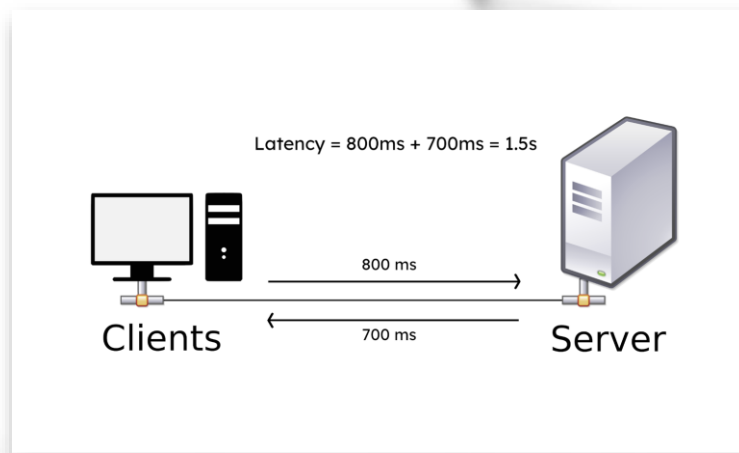 Latency = 800ms + 700ms = 1.5s
800 ms
700 ms
Clients
Server